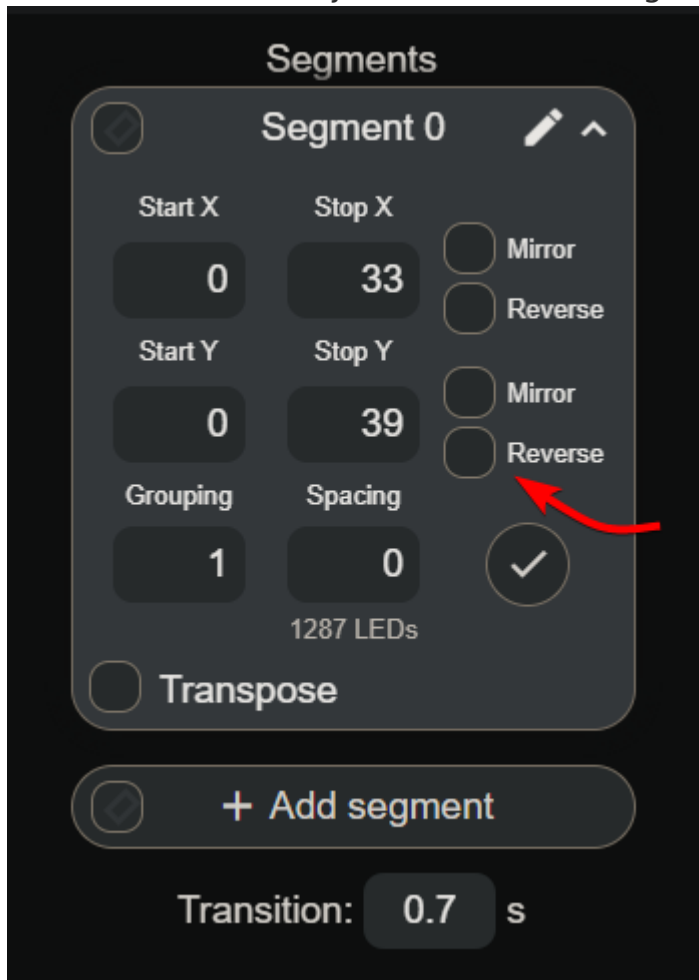 Segments
Segment 0
Start X Stop X
Mirror
0 33
Reverse
Start Y Stop Y
Mirror
0 39
Reverse
Grouping Spacing
1 0
1287 LEDs
Transpose
+ Add segment
Transition: 0.7 s